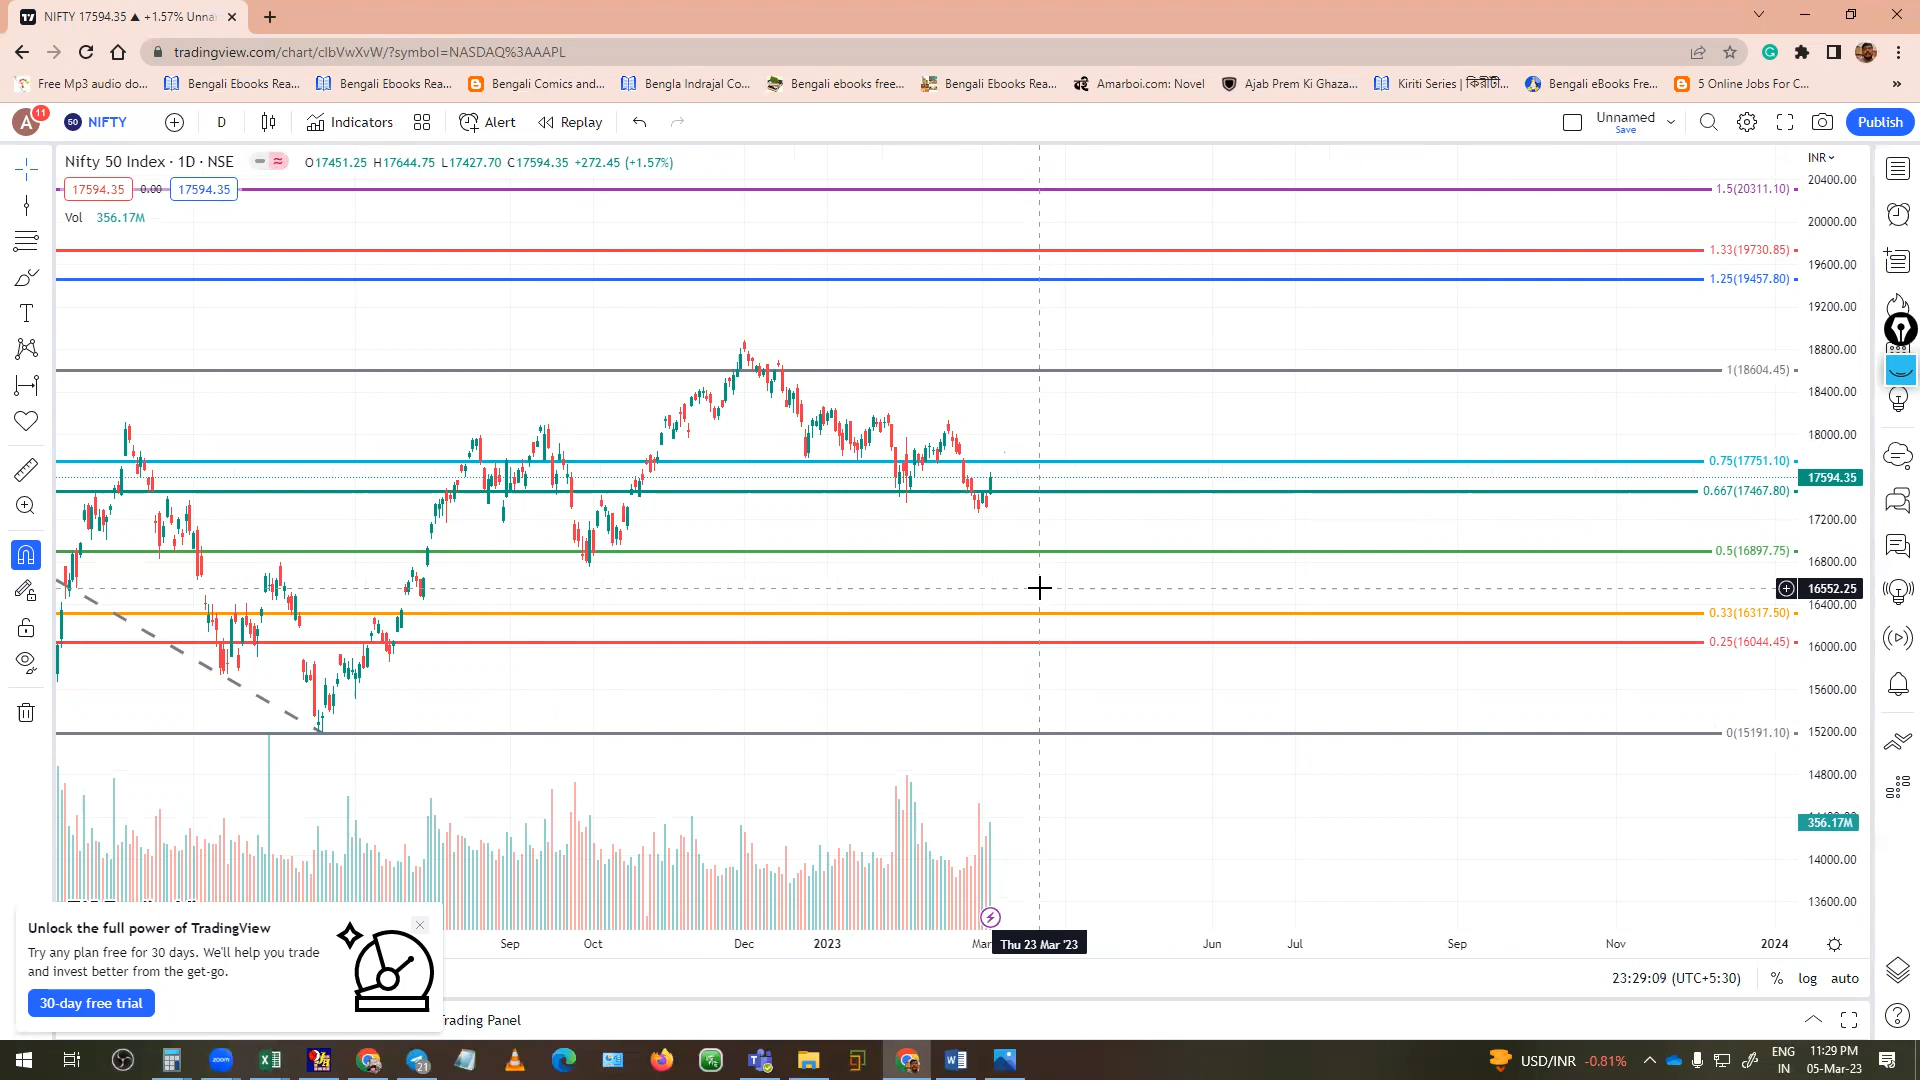 NIFTY 17594.35 ▲ +1.57% Unna
tradingview.com/chart/clbVwXvW/?symbol=NASDAQ%3AAAPL
Free Mp3 audio do...
Bengali Ebooks Rea...
Bengali Ebooks Rea...
Bengali Comics and...
Bengla Indrajal Co...
Bengali ebooks free...
Bengali Ebooks Rea...
Amarboi.com: Novel
Ajab Prem Ki Ghaza...
Kiriti Series | কিরীটী...
Bengali eBooks Fre...
5 Online Jobs For C...
»
A 11
50 NIFTY
D
Indicators
Alert
Replay
Unnamed
Save
Publish
Nifty 50 Index · 1D · NSE
O17451.25 H17644.75 L17427.70 C17594.35 +272.45 (+1.57%)
INR
17594.35 0.00 17594.35
Vol 356.17M
1.5(20311.10)
1.33(19730.85)
1.25(19457.80)
1(18604.45)
0.75(17751.10)
0.667(17467.80)
0.5(16897.75)
0.33(16317.50)
0.25(16044.45)
0(15191.10)
20400.00
20000.00
19600.00
19200.00
18800.00
18400.00
18000.00
17594.35
17200.00
16800.00
16552.25
16400.00
16000.00
15600.00
15200.00
14800.00
356.17M
14000.00
13600.00
Sep
Oct
Dec
2023
Mar
Thu 23 Mar '23
Jun
Jul
Sep
Nov
2024
Unlock the full power of TradingView
Try any plan free for 30 days. We'll help you trade
and invest better from the get-go.
30-day free trial
23:29:09 (UTC+5:30)
%
log
auto
Trading Panel
zoom
21
USD/INR -0.81%
ENG
IN
11:29 PM
05-Mar-23